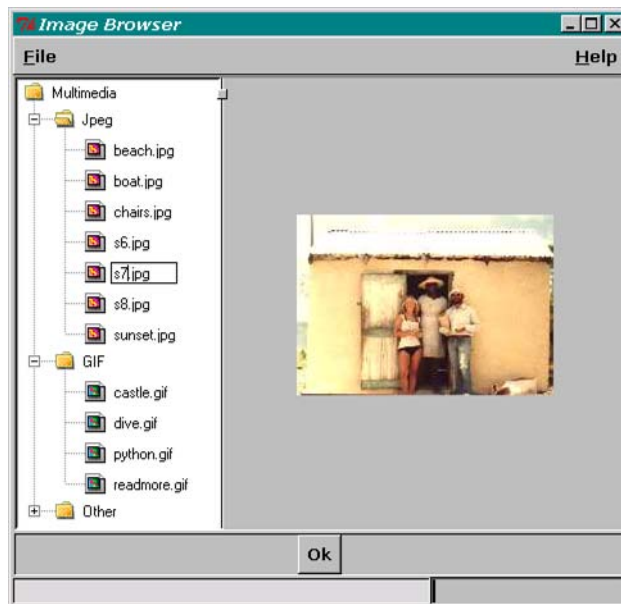 Image Browser
File Help
Multimedia
Jpeg
beach.jpg
boat.jpg
chairs.jpg
s6.jpg
s7.jpg
s8.jpg
sunset.jpg
GIF
castle.gif
dive.gif
python.gif
readmore.gif
Other
Ok